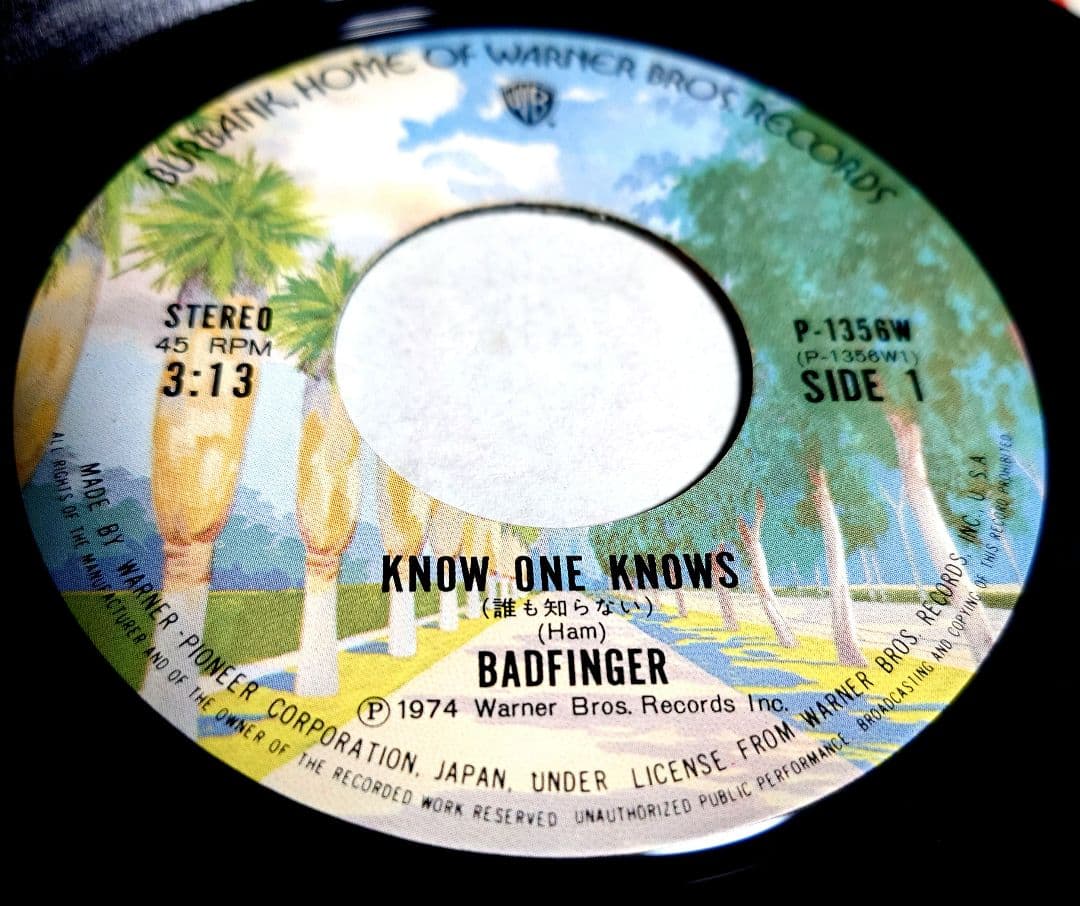 BURBANK, HOME OF WARNER BROS. RECORDS
WB
STEREO
45 RPM
3:13
P-1356W
(P-1356W1)
SIDE 1
KNOW ONE KNOWS
(誰も知らない)
(Ham)
BADFINGER
Ⓟ1974 Warner Bros. Records Inc.
MADE BY WARNER-PIONEER CORPORATION, JAPAN, UNDER LICENSE FROM WARNER BROS. RECORDS, INC., U.S.A.
ALL RIGHTS OF THE MANUFACTURER AND OF THE OWNER OF THE RECORDED WORK RESERVED UNAUTHORIZED PUBLIC PERFORMANCE BROADCASTING AND COPYING OF THIS RECORD PROHIBITED